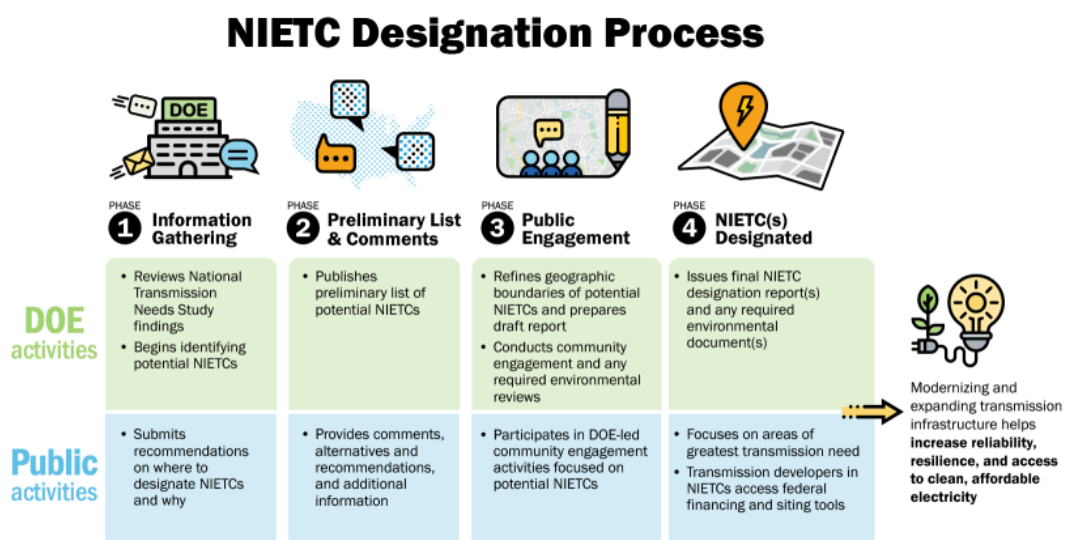 NIETC Designation Process
DOE
PHASE
1 Information
Gathering
PHASE
2 Preliminary List
& Comments
PHASE
3 Public
Engagement
PHASE
4 NIETC(s)
Designated
DOE
activities
• Reviews National
Transmission
Needs Study
findings
• Begins identifying
potential NIETCs
• Publishes
preliminary list of
potential NIETCs
• Refines geographic
boundaries of potential
NIETCs and prepares
draft report
• Conducts community
engagement and any
required environmental
reviews
• Issues final NIETC
designation report(s)
and any required
environmental
document(s)
Public
activities
• Submits
recommendations
on where to
designate NIETCs
and why
• Provides comments,
alternatives and
recommendations,
and additional
information
• Participates in DOE-led
community engagement
activities focused on
potential NIETCs
• Focuses on areas of
greatest transmission need
• Transmission developers in
NIETCs access federal
financing and siting tools
Modernizing and
expanding transmission
infrastructure helps
increase reliability,
resilience, and access
to clean, affordable
electricity